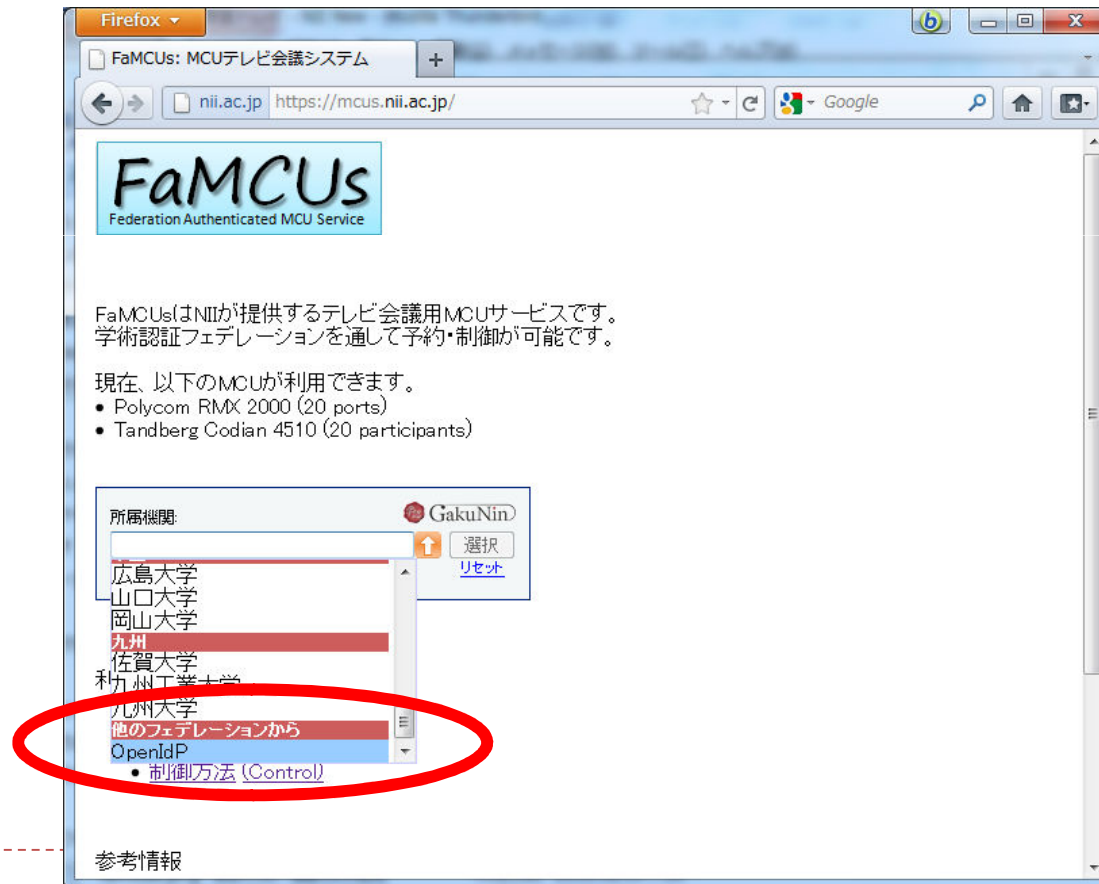 Firefox
FaMCUs: MCUテレビ会議システム
nii.ac.jp https://mcus.nii.ac.jp/
Google
FaMCUs
Federation Authenticated MCU Service
FaMCUsはNIIが提供するテレビ会議用MCUサービスです。
学術認証フェデレーションを通して予約・制御が可能です。
現在、以下のMCUが利用できます。
• Polycom RMX 2000 (20 ports)
• Tandberg Codian 4510 (20 participants)
所属機関:
GakuNin
選択
リセット
広島大学
山口大学
岡山大学
九州
佐賀大学
九州工業大学
九州大学
他のフェデレーションから
OpenIdP
• 制御方法 (Control)
参考情報